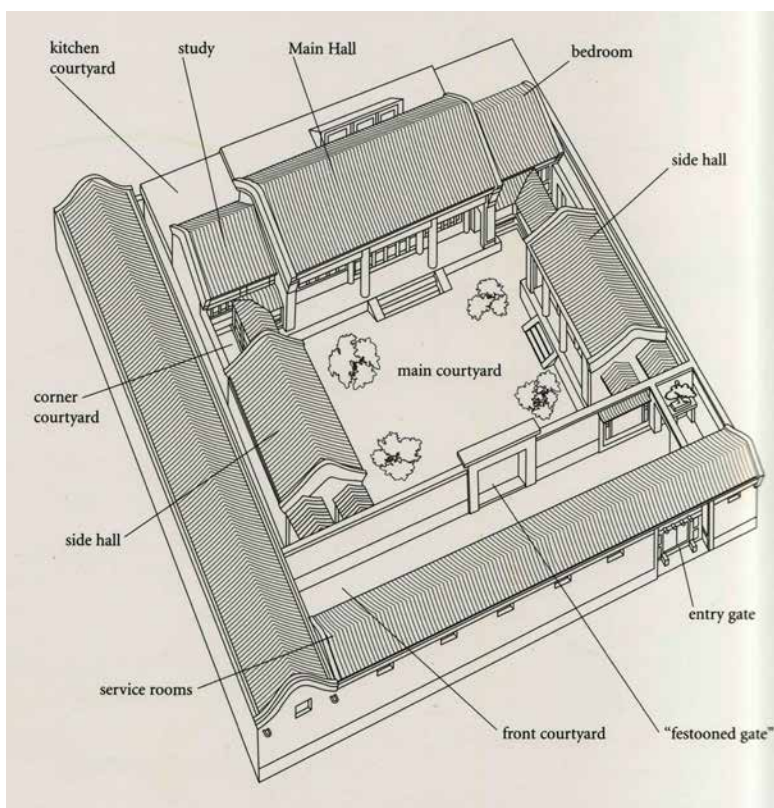 kitchen
courtyard
study
Main Hall
bedroom
side hall
main courtyard
corner
courtyard
side hall
entry gate
service rooms
front courtyard
“festooned gate”